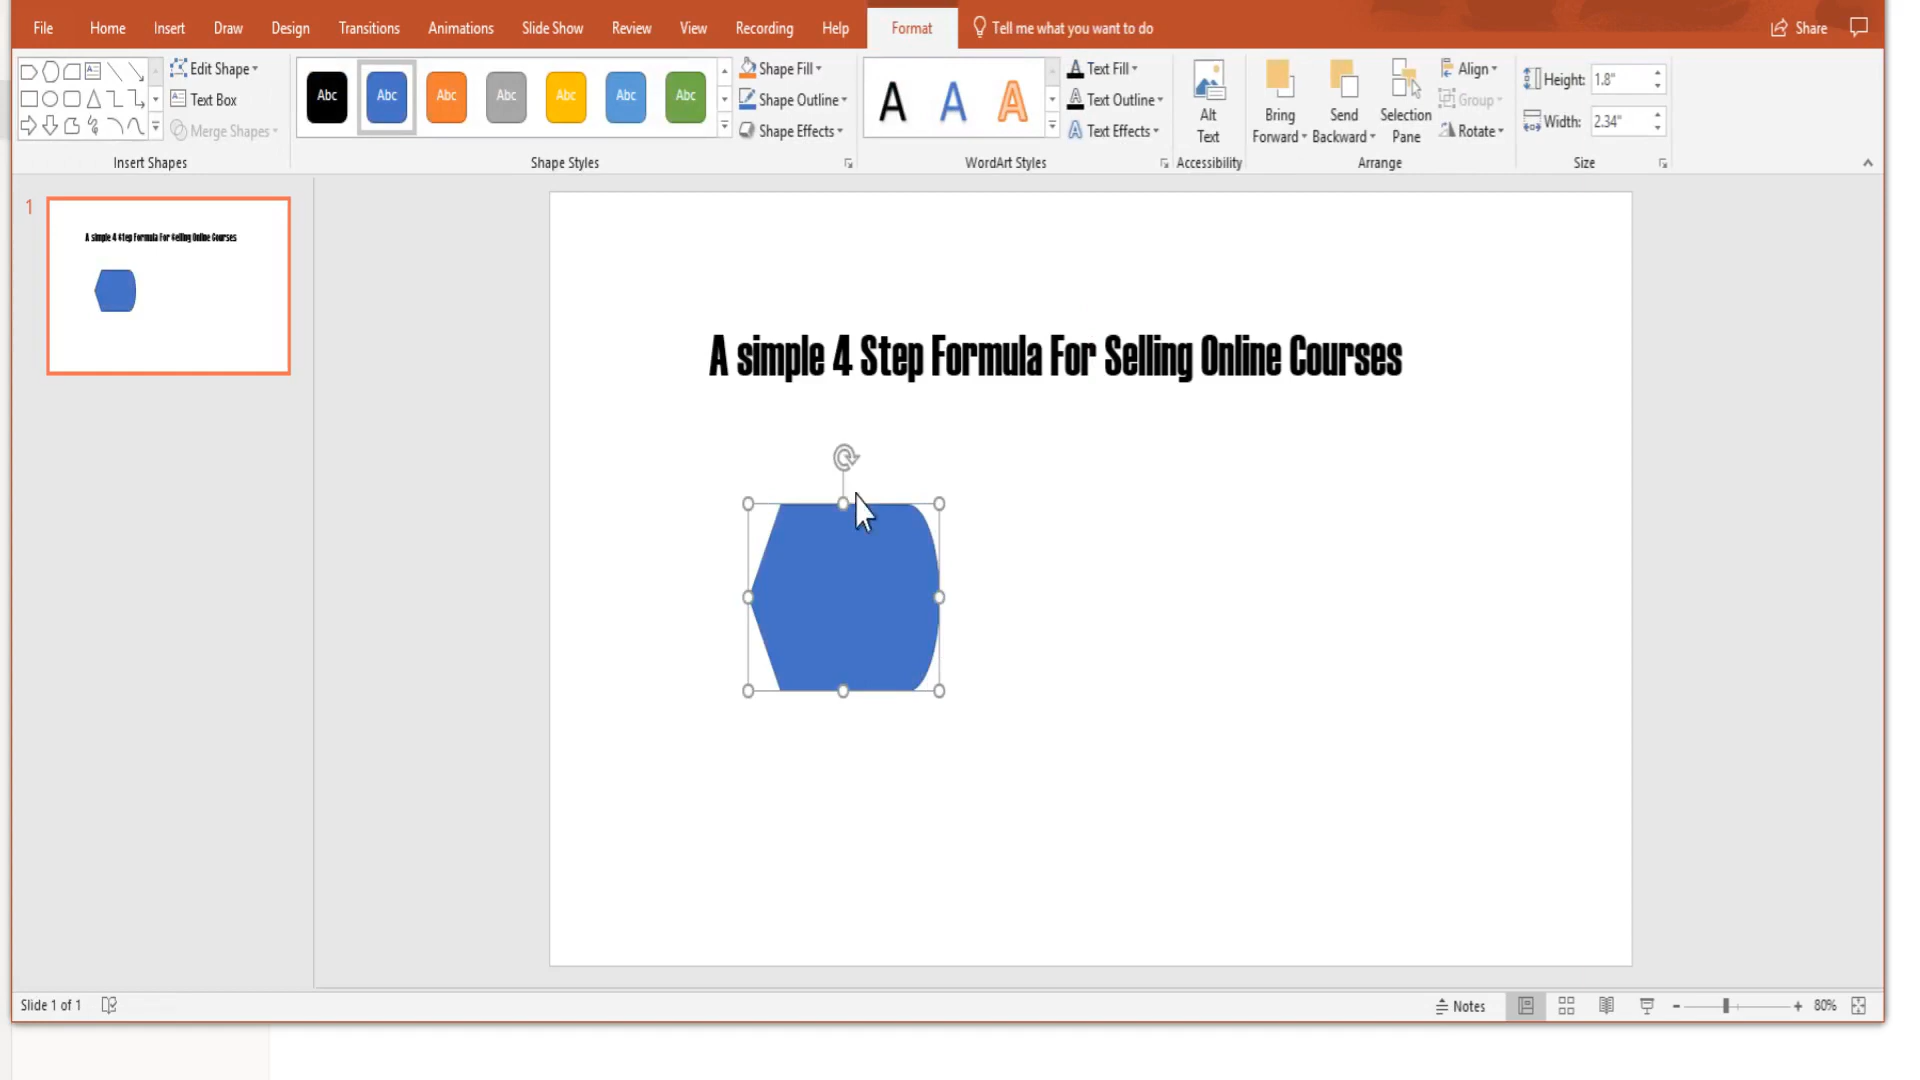 File Home Insert Draw Design Transitions Animations Slide Show Review View Recording Help Format Tell me what you want to do Share
Edit Shape
Text Box
Merge Shapes
Insert Shapes
Abc Abc Abc Abc Abc Abc Abc
Shape Fill
Shape Outline
Shape Effects
Shape Styles
A A A
Text Fill
Text Outline
Text Effects
WordArt Styles
Alt
Text
Accessibility
Bring
Forward
Send
Backward
Selection
Pane
Align
Group
Rotate
Arrange
Height: 1.8"
Width: 2.34"
Size
1
A simple 4 Step Formula For Selling Online Courses
A simple 4 Step Formula For Selling Online Courses
Slide 1 of 1
Notes
80%